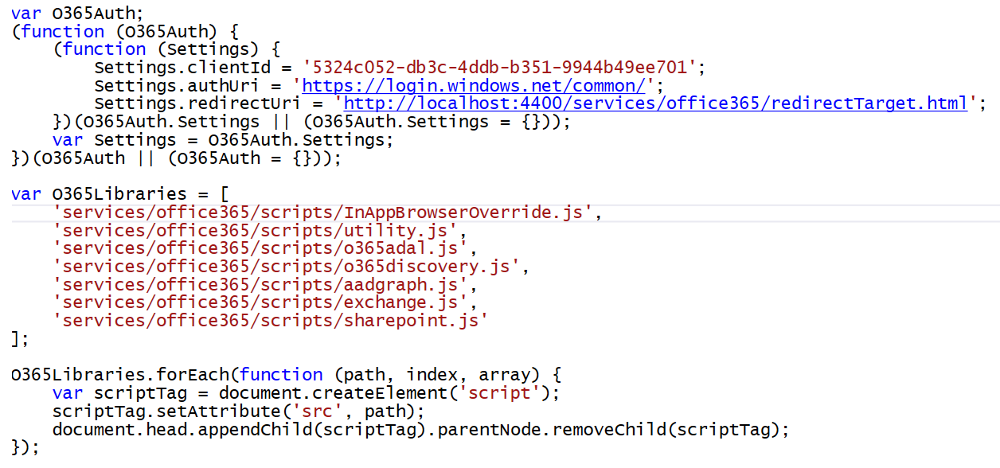 var O365Auth;
(function (O365Auth) {
    (function (Settings) {
        Settings.clientId = '5324c052-db3c-4ddb-b351-9944b49ee701';
        Settings.authUri = 'https://login.windows.net/common/';
        Settings.redirectUri = 'http://localhost:4400/services/office365/redirectTarget.html';
    })(O365Auth.Settings || (O365Auth.Settings = {}));
    var Settings = O365Auth.Settings;
})(O365Auth || (O365Auth = {}));

var O365Libraries = [
    'services/office365/scripts/InAppBrowserOverride.js',
    'services/office365/scripts/utility.js',
    'services/office365/scripts/o365adal.js',
    'services/office365/scripts/o365discovery.js',
    'services/office365/scripts/aadgraph.js',
    'services/office365/scripts/exchange.js',
    'services/office365/scripts/sharepoint.js'
];

O365Libraries.forEach(function (path, index, array) {
    var scriptTag = document.createElement('script');
    scriptTag.setAttribute('src', path);
    document.head.appendChild(scriptTag).parentNode.removeChild(scriptTag);
});